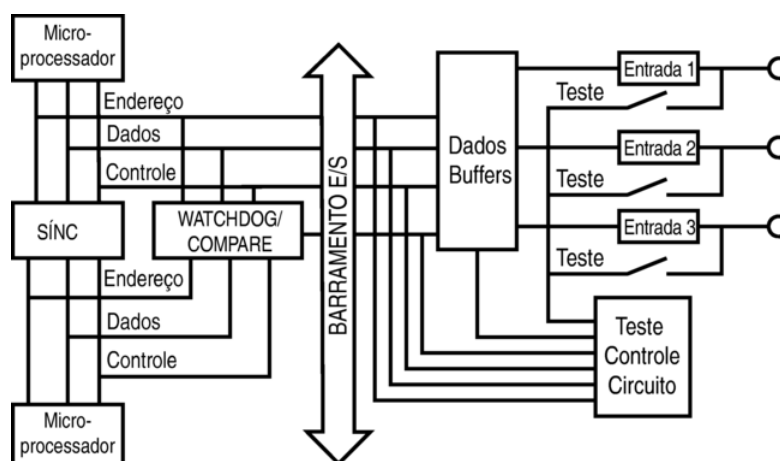 Micro-
processador
Endereço
Dados
Controle
SÍNC
WATCHDOG/
COMPARE
Endereço
Dados
Controle
Micro-
processador
BARRAMENTO E/S
Dados
Buffers
Entrada 1
Teste
Entrada 2
Teste
Entrada 3
Teste
Teste
Controle
Circuito